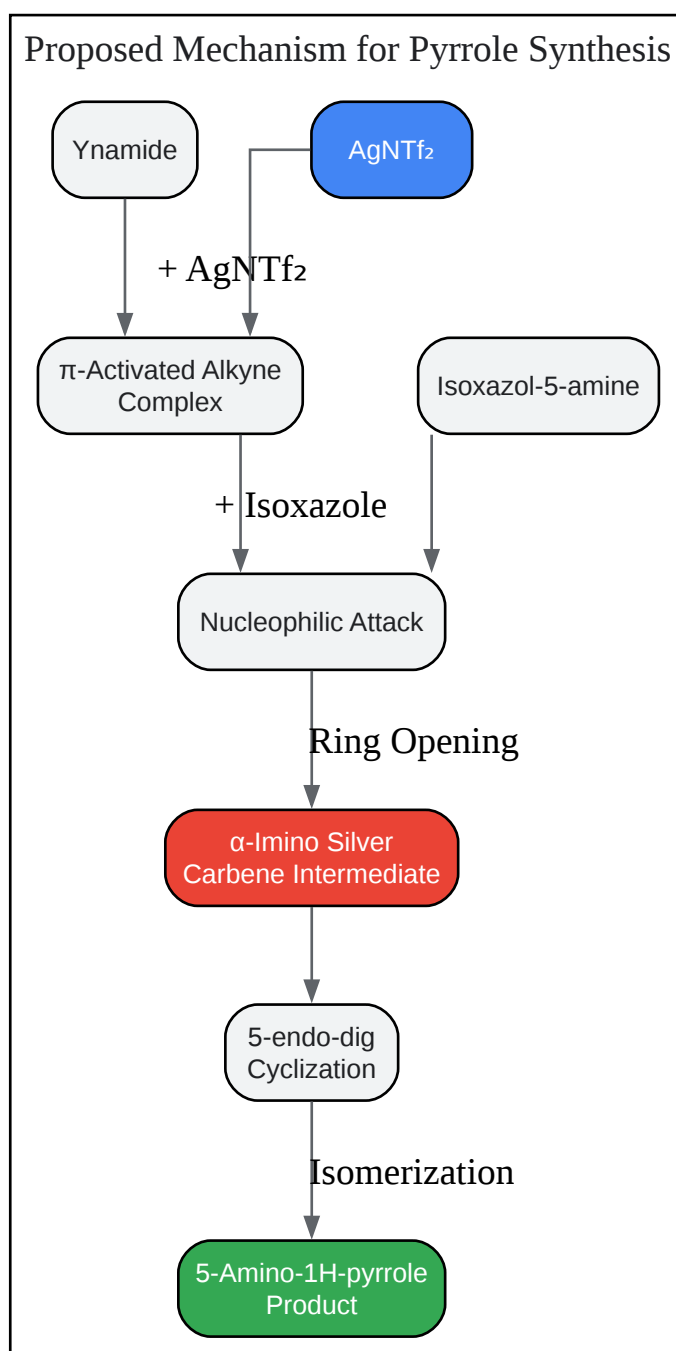 Proposed Mechanism for Pyrrole Synthesis
Ynamide
AgNTf₂
+ AgNTf₂
π-Activated Alkyne
Complex
Isoxazol-5-amine
+ Isoxazole
Nucleophilic Attack
Ring Opening
α-Imino Silver
Carbene Intermediate
5-endo-dig
Cyclization
Isomerization
5-Amino-1H-pyrrole
Product